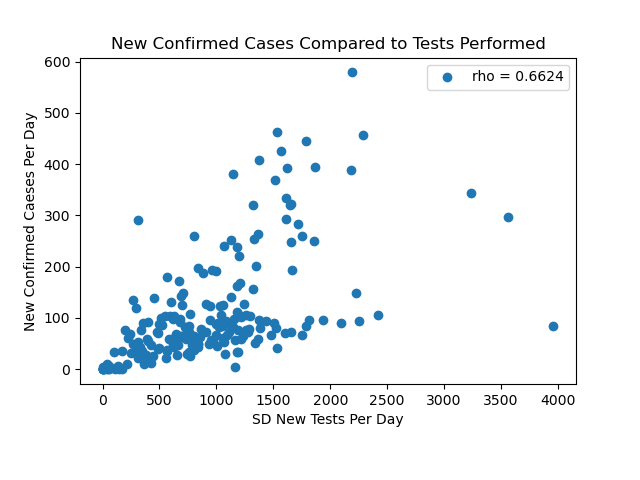 New Confirmed Cases Compared to Tests Performed
rho = 0.6624
600
500
400
300
200
100
0
New Confirmed Caeses Per Day
0 500 1000 1500 2000 2500 3000 3500 4000
SD New Tests Per Day